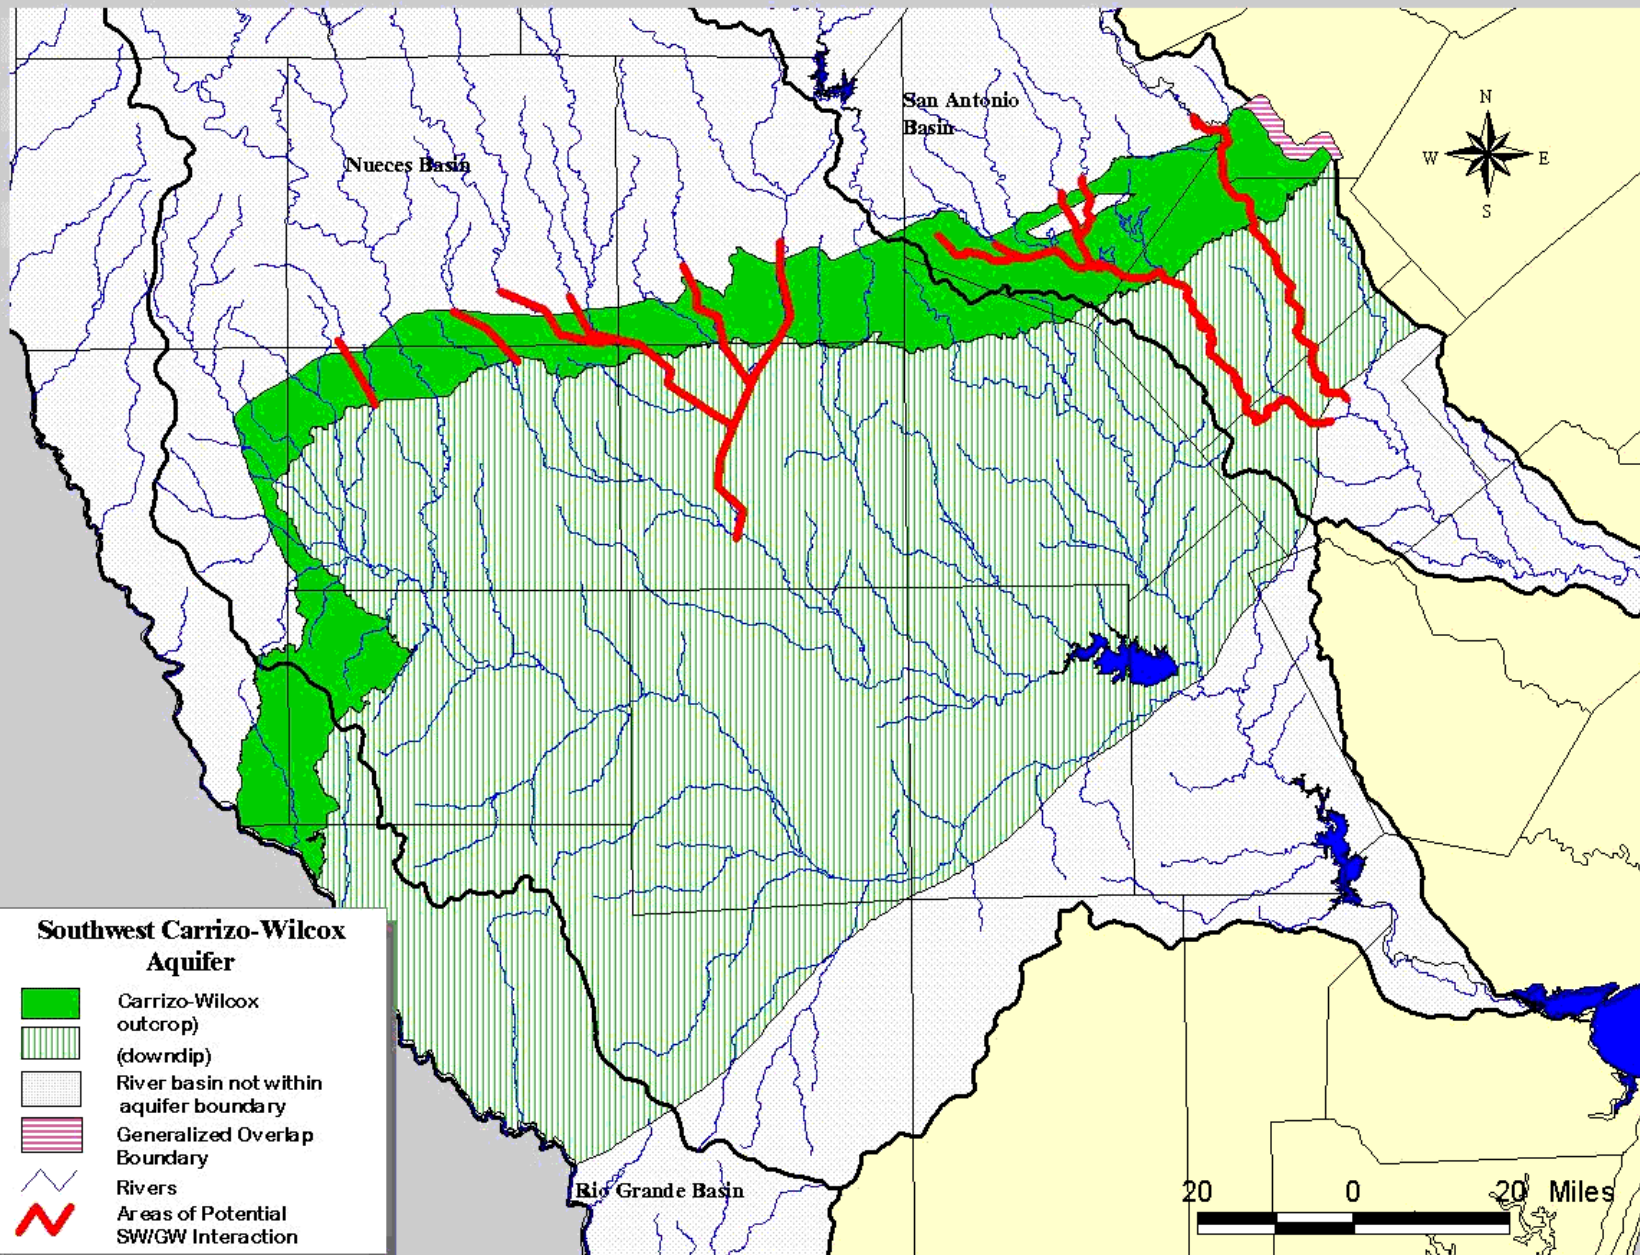 San Antonio
Basin
Nueces Basin
N
W
E
S
Southwest Carrizo-Wilcox
Aquifer
Carrizo-Wilcox
outcrop)
(downdip)
River basin not within
aquifer boundary
Generalized Overlap
Boundary
Rivers
Areas of Potential
SW/GW Interaction
Rio Grande Basin
20 0 20 Miles